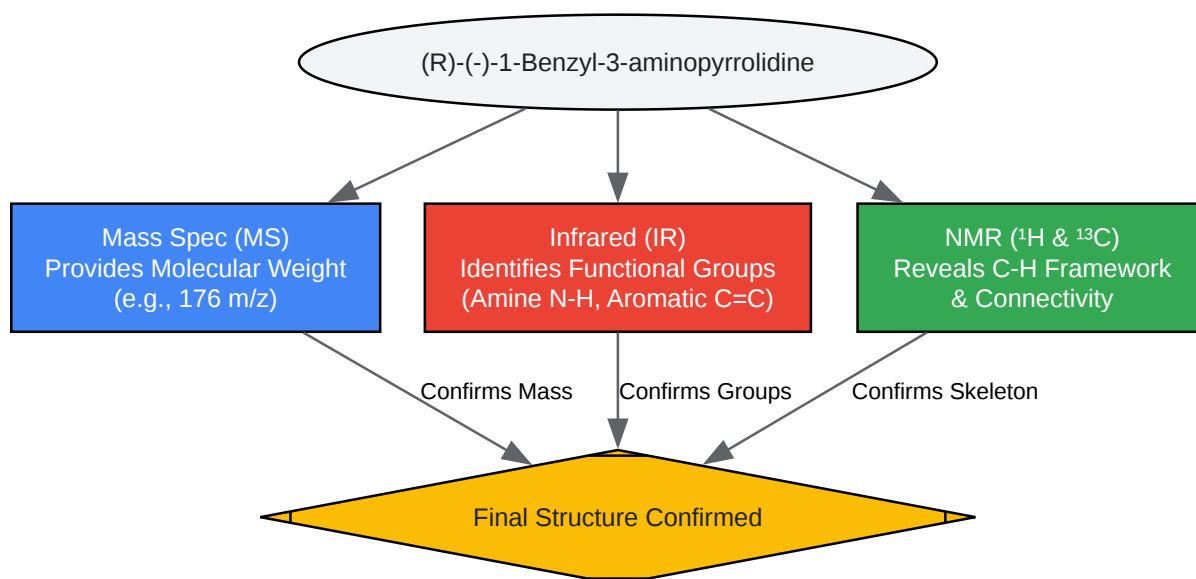 (R)-(-)-1-Benzyl-3-aminopyrrolidine
Mass Spec (MS)
Provides Molecular Weight
(e.g., 176 m/z)
Infrared (IR)
Identifies Functional Groups
(Amine N-H, Aromatic C=C)
NMR (¹H & ¹³C)
Reveals C-H Framework
& Connectivity
Confirms Mass
Confirms Groups
Confirms Skeleton
Final Structure Confirmed